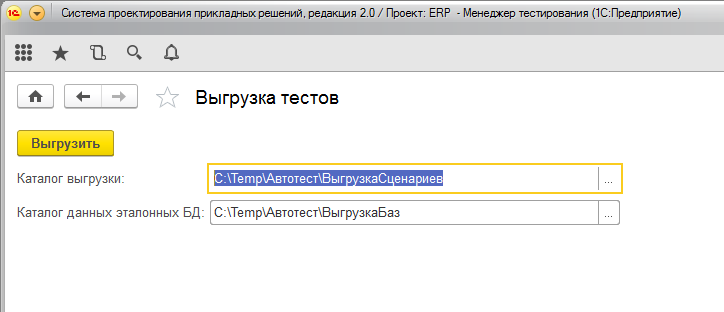 Система проектирования прикладных решений, редакция 2.0 / Проект: ERP - Менеджер тестирования (1С:Предприятие)
Выгрузка тестов
Выгрузить
Каталог выгрузки: C:\Temp\Автотест\ВыгрузкаСценариев ...
Каталог данных эталонных БД: C:\Temp\Автотест\ВыгрузкаБаз ...